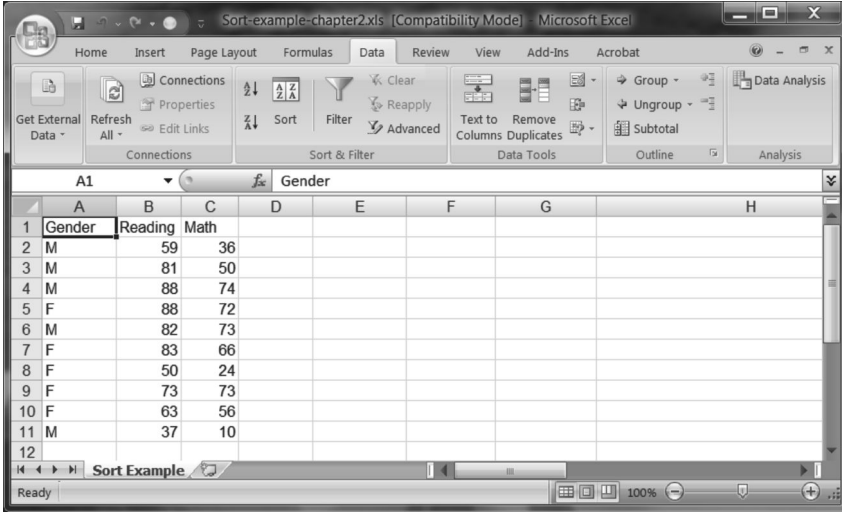 Sort-example-chapter2.xls [Compatibility Mode] - Microsoft Excel
Home Insert Page Layout Formulas Data Review View Add-Ins Acrobat
Get External Data
Refresh All
Connections
Properties
Edit Links
Connections
Sort
Filter
Clear
Reapply
Advanced
Sort & Filter
Text to Columns
Remove Duplicates
Data Tools
Group
Ungroup
Subtotal
Outline
Data Analysis
Analysis
A1 fx Gender
A B C D E F G H
1 Gender Reading Math
2 M 59 36
3 M 81 50
4 M 88 74
5 F 88 72
6 M 82 73
7 F 83 66
8 F 50 24
9 F 73 73
10 F 63 56
11 M 37 10
12
Sort Example
Ready 100%